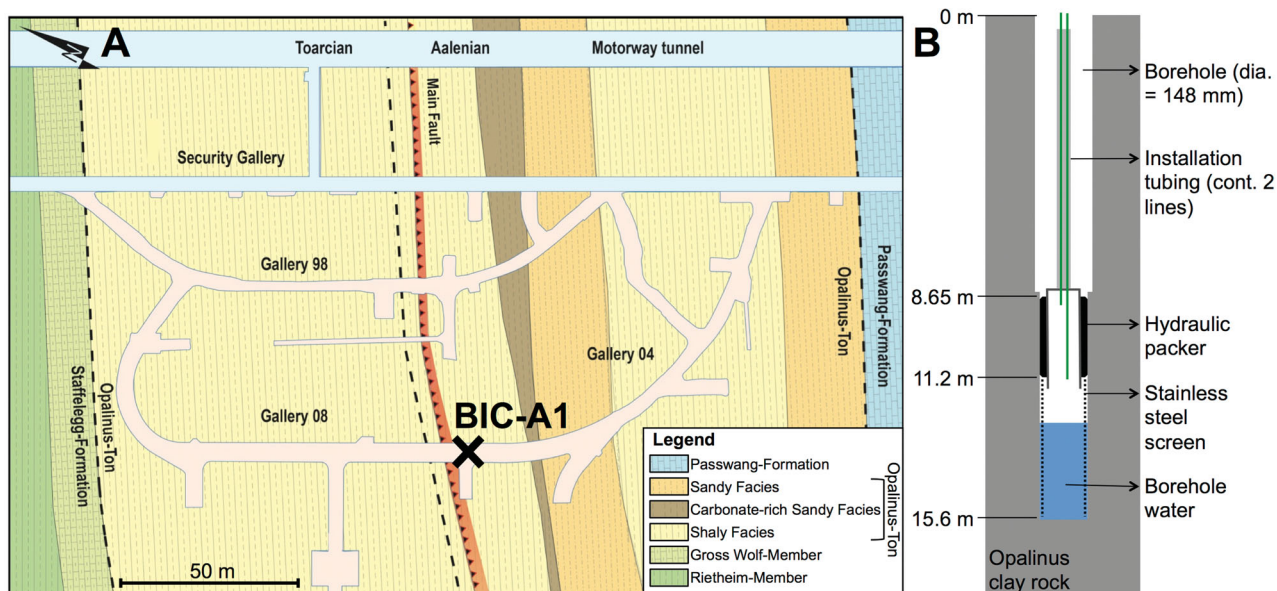 A
N
Toarcian
Aalenian
Motorway tunnel
Main Fault
Security Gallery
Gallery 98
Gallery 04
Gallery 08
BIC-A1
Staffelegg-Formation
Opalinus-Ton
Opalinus-Ton
Passwang-Formation
50 m
Legend
Passwang-Formation
Sandy Facies
Carbonate-rich Sandy Facies
Shaly Facies
Gross Wolf-Member
Rietheim-Member
Opalinus-Ton
B
0 m
8.65 m
11.2 m
15.6 m
Borehole (dia.
= 148 mm)
Installation
tubing (cont. 2
lines)
Hydraulic
packer
Stainless
steel
screen
Borehole
water
Opalinus
clay rock